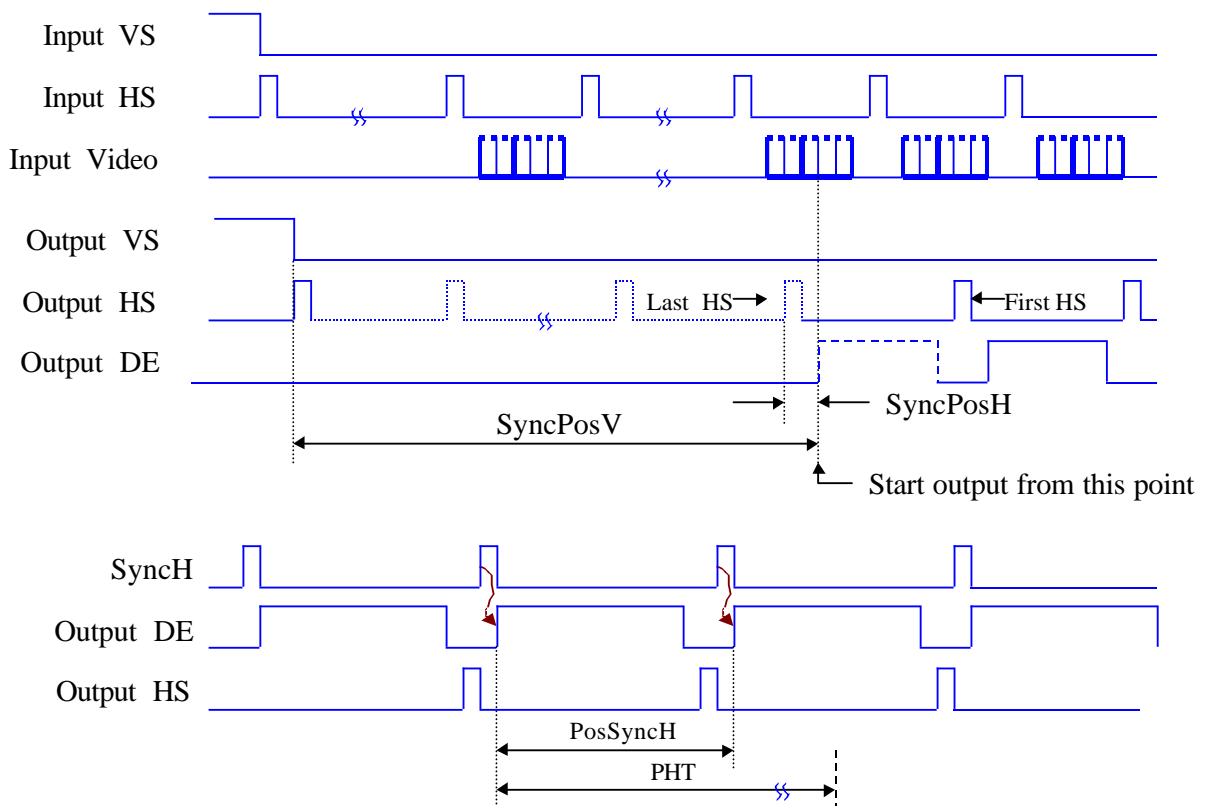 Input VS
Input HS
Input Video
Output VS
Output HS
Last HS
First HS
Output DE
SyncPosH
SyncPosV
Start output from this point
SyncH
Output DE
Output HS
PosSyncH
PHT